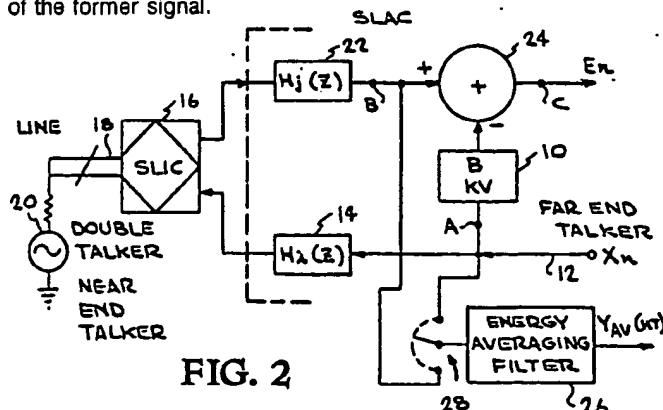 of the former signal.
SLAC
22
24
Hj(Z)
B
+
+
-
C
En
16
LINE
18
SLIC
20
DOUBLE
TALKER
NEAR
END
TALKER
B
KV
10
14
A
FAR END
TALKER
Hi(Z)
12
Xn
ENERGY
AVERAGING
FILTER
YAV(KT)
28
26
FIG. 2